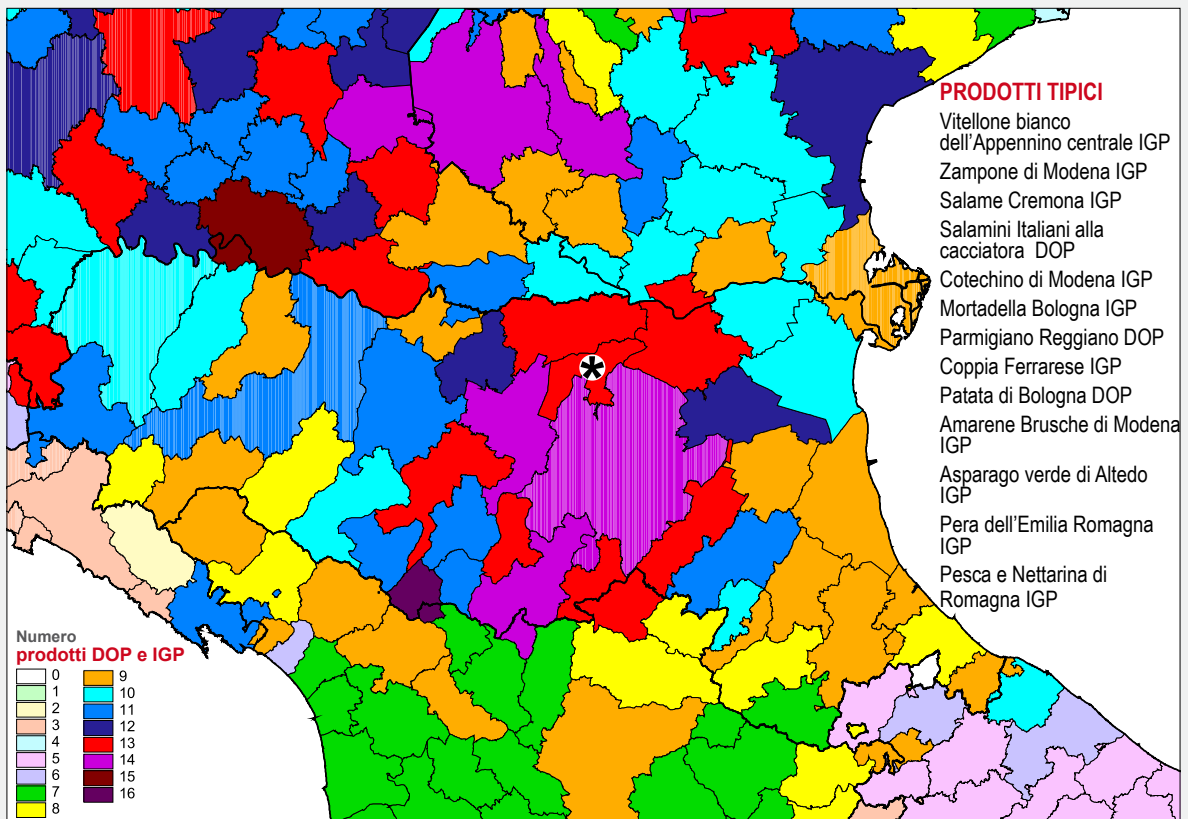 PRODOTTI TIPICI
Vitellone bianco
dell'Appennino centrale IGP
Zampone di Modena IGP
Salame Cremona IGP
Salamini Italiani alla
cacciatora DOP
Cotechino di Modena IGP
Mortadella Bologna IGP
Parmigiano Reggiano DOP
Coppia Ferrarese IGP
Patata di Bologna DOP
Amarene Brusche di Modena
IGP
Asparago verde di Altedo
IGP
Pera dell'Emilia Romagna
IGP
Pesca e Nettarina di
Romagna IGP
*
Numero
prodotti DOP e IGP
0
1
2
3
4
5
6
7
8
9
10
11
12
13
14
15
16